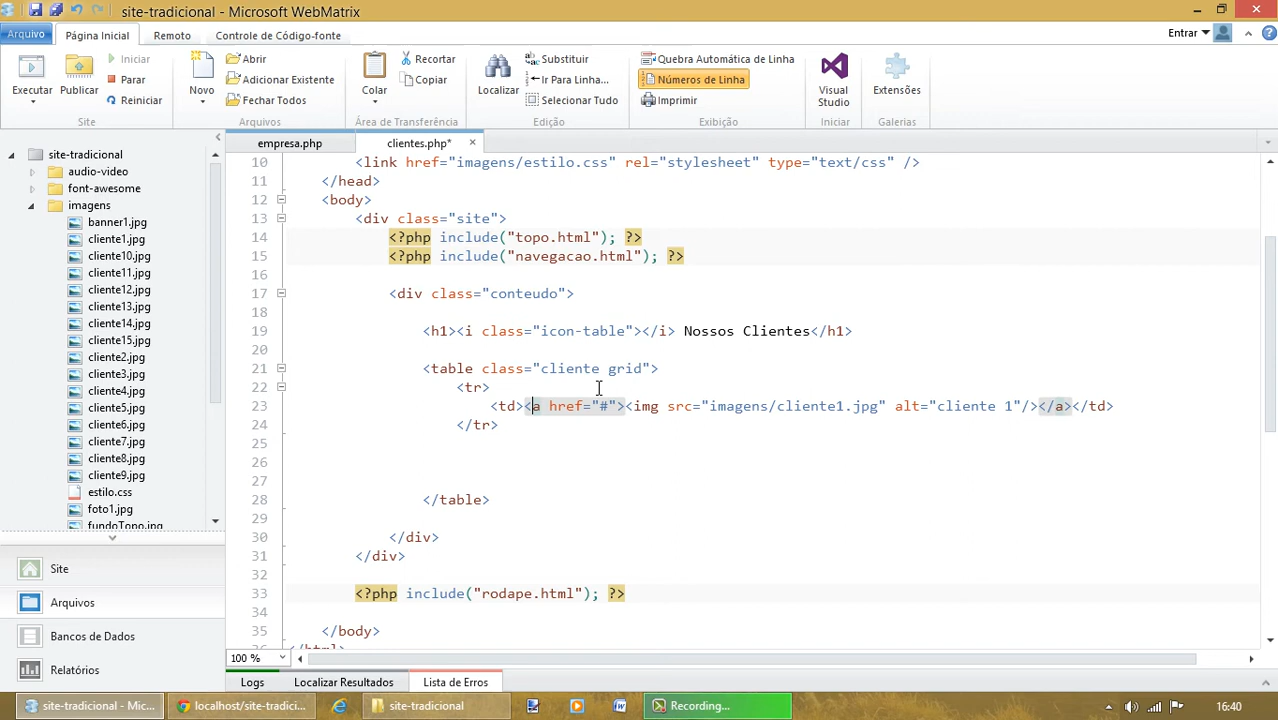 site-tradicional - Microsoft WebMatrix
Arquivo Página Inicial Remoto Controle de Código-fonte Entrar
Executar Publicar Iniciar Parar Reiniciar Novo Abrir Adicionar Existente Fechar Todos Colar Recortar Copiar Localizar Substituir Ir Para Linha... Selecionar Tudo Quebra Automática de Linha Números de Linha Imprimir Visual Studio Extensões
Site Arquivos Área de Transferência Edição Exibição Iniciar Galerias
site-tradicional
audio-video
font-awesome
imagens
banner1.jpg
cliente1.jpg
cliente10.jpg
cliente11.jpg
cliente12.jpg
cliente13.jpg
cliente14.jpg
cliente15.jpg
cliente2.jpg
cliente3.jpg
cliente4.jpg
cliente5.jpg
cliente6.jpg
cliente7.jpg
cliente8.jpg
cliente9.jpg
estilo.css
foto1.jpg
fundoTopo.jpg
Site
Arquivos
Bancos de Dados
Relatórios
empresa.php clientes.php*
10 <link href="imagens/estilo.css" rel="stylesheet" type="text/css" />
11 </head>
12 <body>
13 <div class="site">
14 <?php include("topo.html"); ?>
15 <?php include("navegacao.html"); ?>
16
17 <div class="conteudo">
18
19 <h1><i class="icon-table"></i> Nossos Clientes</h1>
20
21 <table class="cliente grid">
22 <tr>
23 <td><a href="#"><img src="imagens/cliente1.jpg" alt="cliente 1"/></a></td>
24 </tr>
25
26
27
28 </table>
29
30 </div>
31 </div>
32
33 <?php include("rodape.html"); ?>
34
35 </body>
36 </html>
100 %
Logs Localizar Resultados Lista de Erros
site-tradicional - Mic... localhost/site-tradici... site-tradicional Recording... 16:40